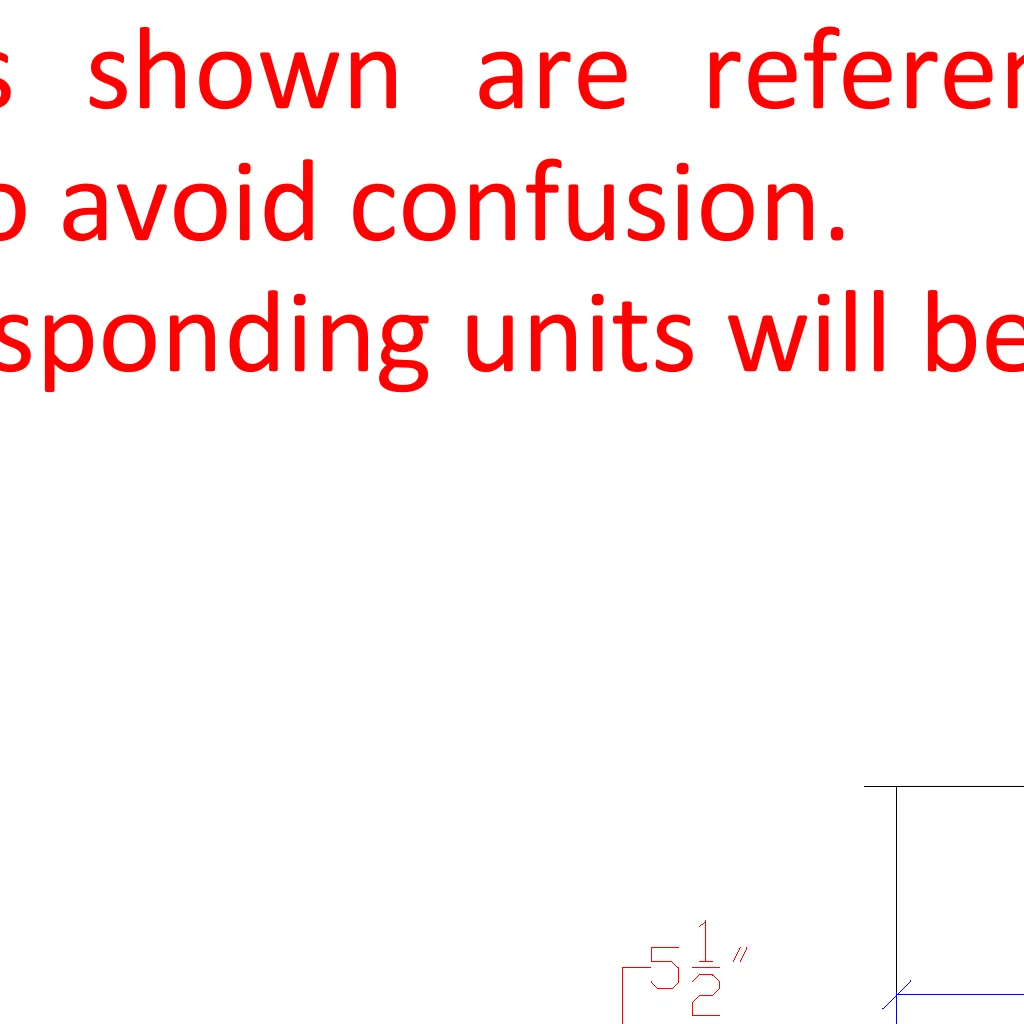 s shown are referen
o avoid confusion.
sponding units will be
5 1/2"